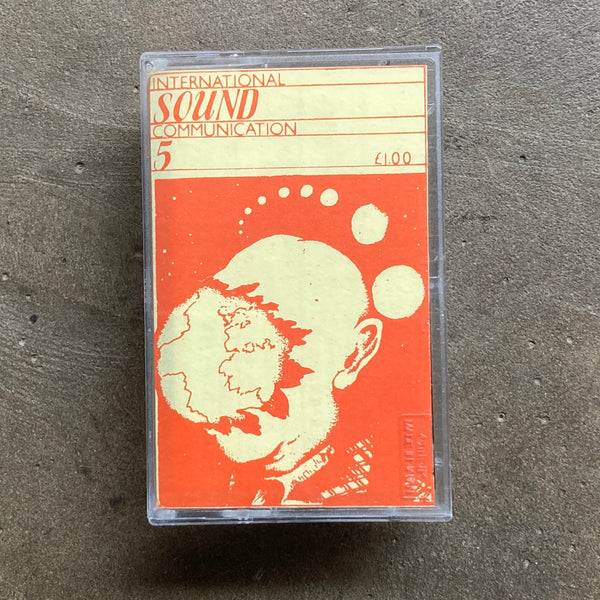 INTERNATIONAL
SOUND
COMMUNICATION
5 £1.00